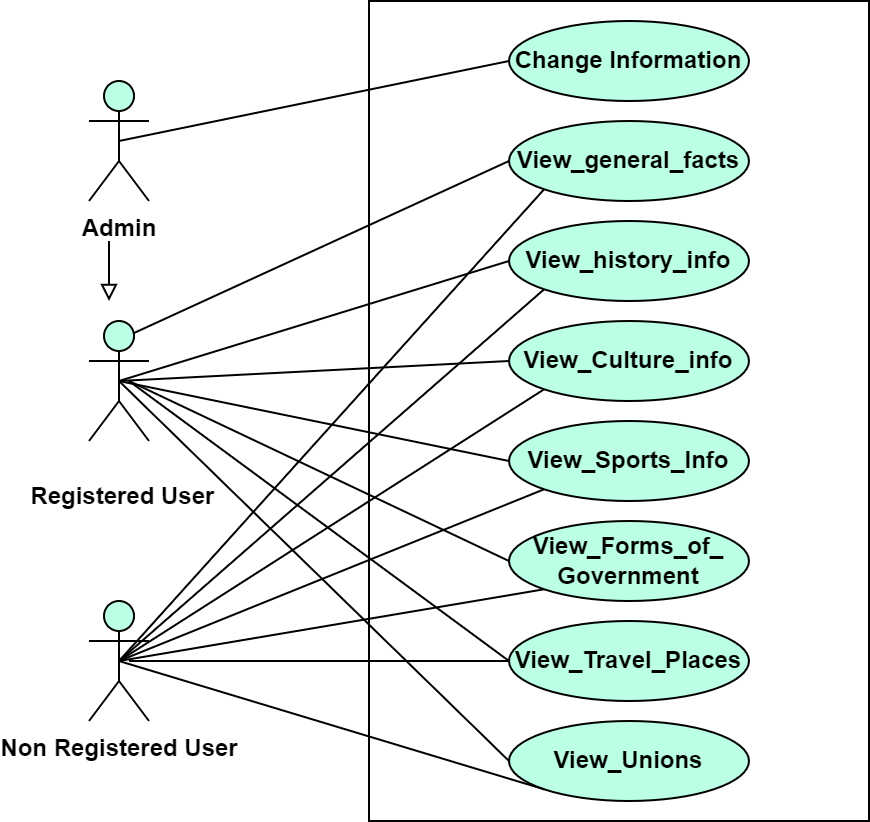 Change Information
View_general_facts
Admin
View_history_info
View_Culture_info
View_Sports_Info
Registered User
View_Forms_of_
Government
View_Travel_Places
Non Registered User
View_Unions